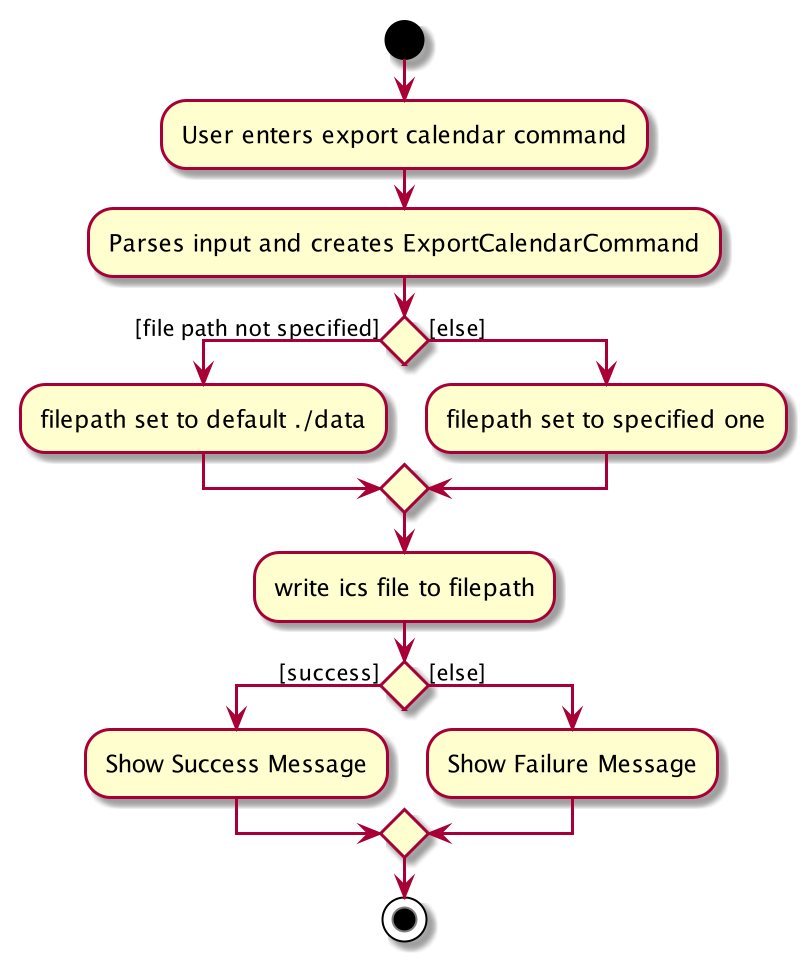 User enters export calendar command
Parses input and creates ExportCalendarCommand
[file path not specified]
[else]
filepath set to default ./data
filepath set to specified one
write ics file to filepath
[success]
[else]
Show Success Message
Show Failure Message